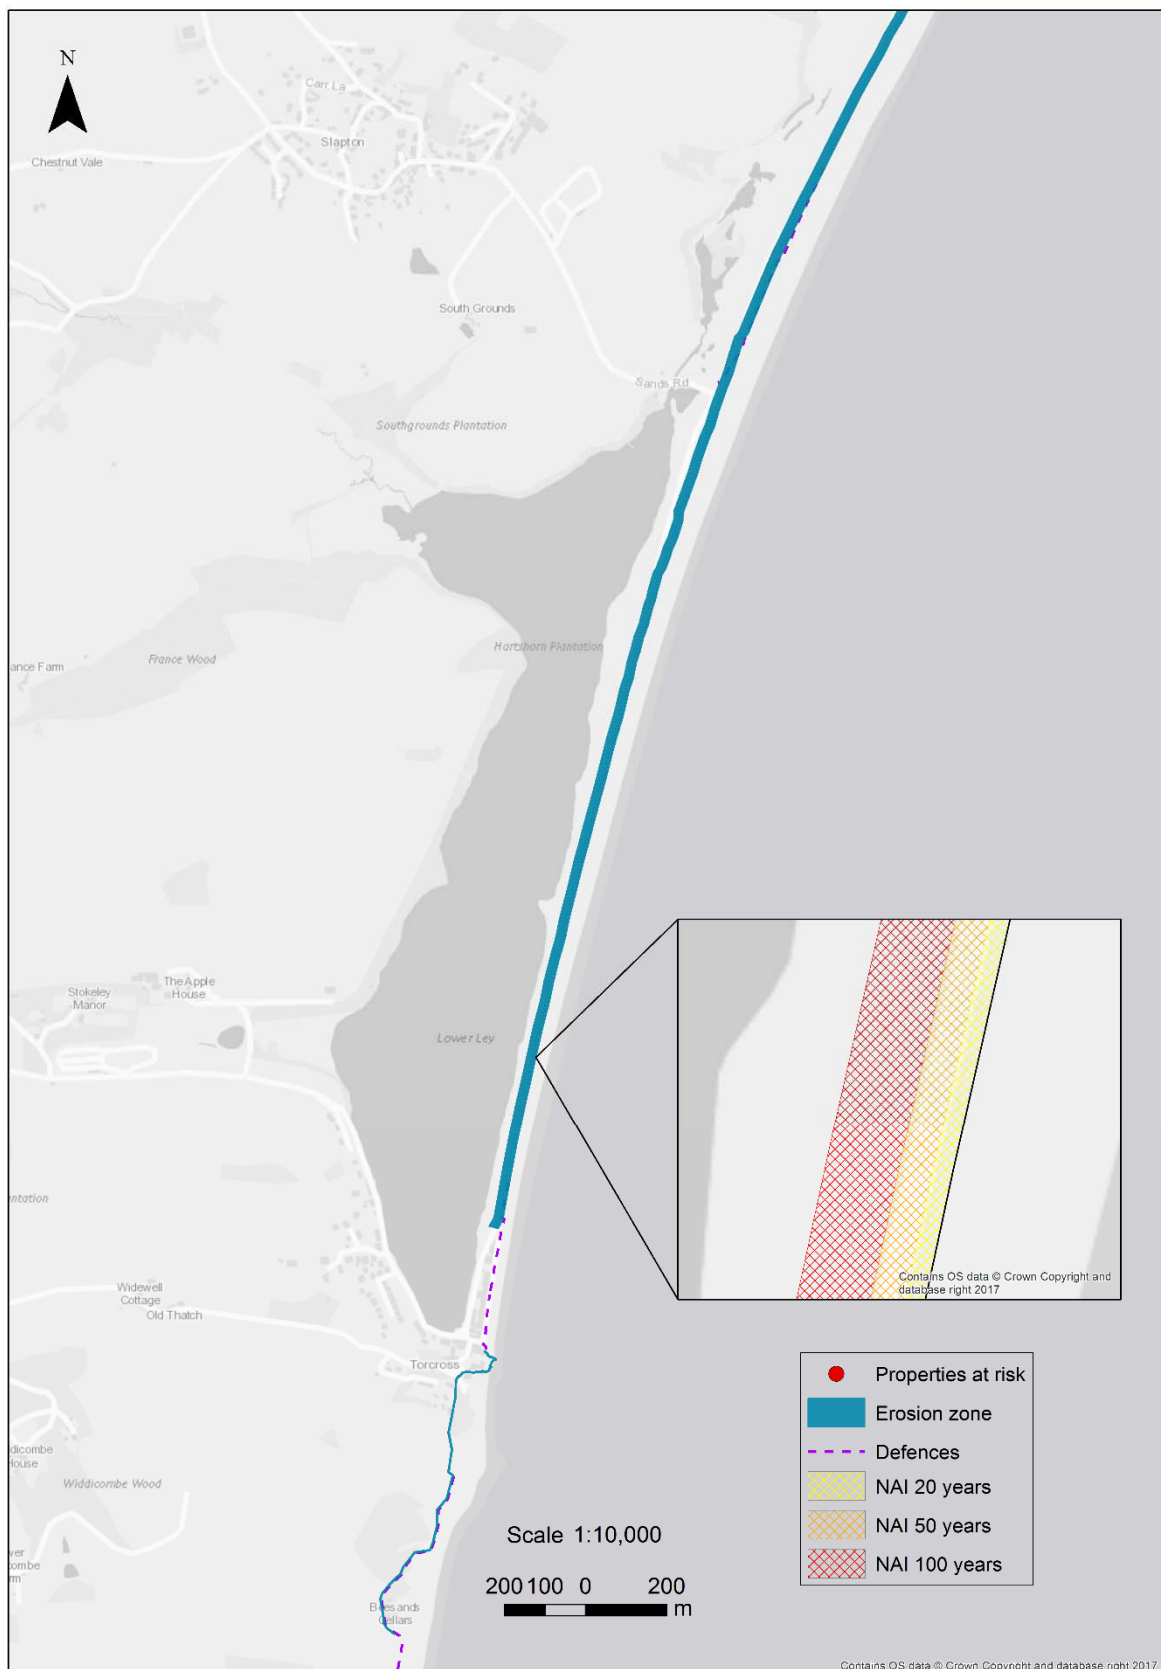 N
Carr La
Slapton
Chestnut Vale
South Grounds
Sands Rd
Southgrounds Plantation
Hartshorn Plantation
ance Farm
France Wood
The Apple
House
Stokeley
Manor
Lower Ley
ntation
Contains OS data © Crown Copyright and
database right 2017
Widewell
Cottage
Old Thatch
Torcross
dicombe
House
Widdicombe Wood
wer
combe
rm
Beesands
Cellars
Properties at risk
Erosion zone
Defences
NAI 20 years
NAI 50 years
NAI 100 years
Scale 1:10,000
200 100 0 200
m
Contains OS data © Crown Copyright and database right 2017